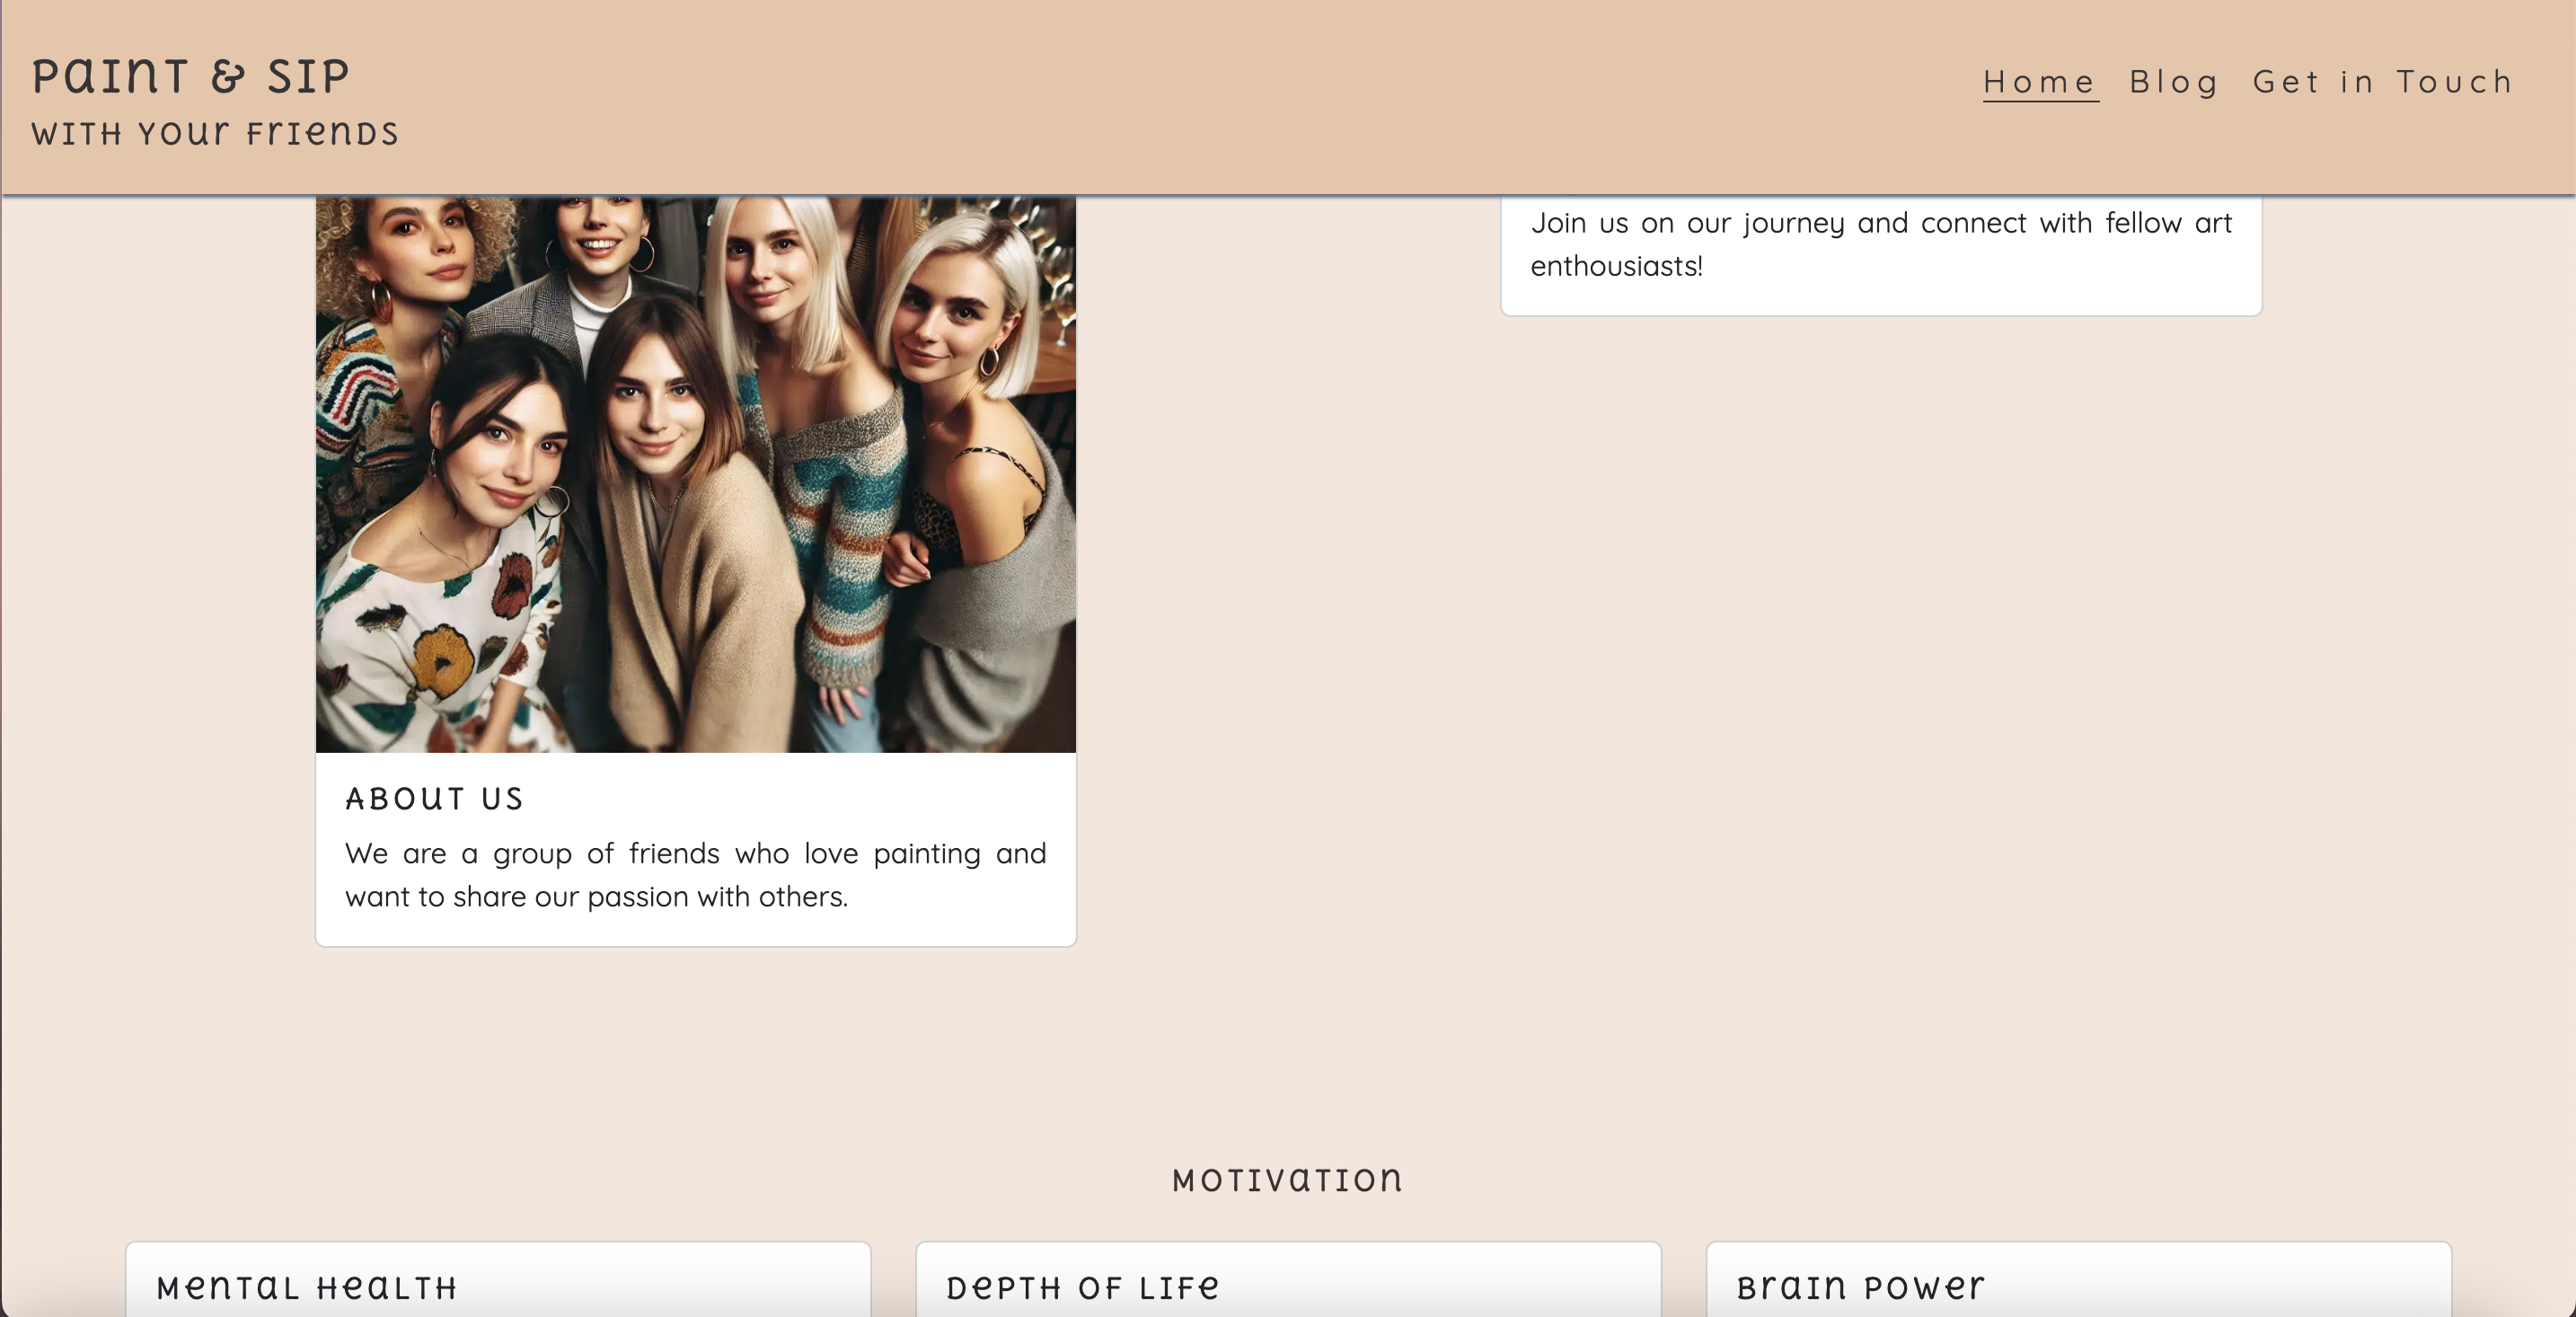 Paint & Sip
with your friends
Home Blog Get in Touch
Join us on our journey and connect with fellow art
enthousiasts!
About us
We are a group of friends who love painting and
want to share our passion with others.
Motivation
Mental Health
Depth of Life
Brain Power